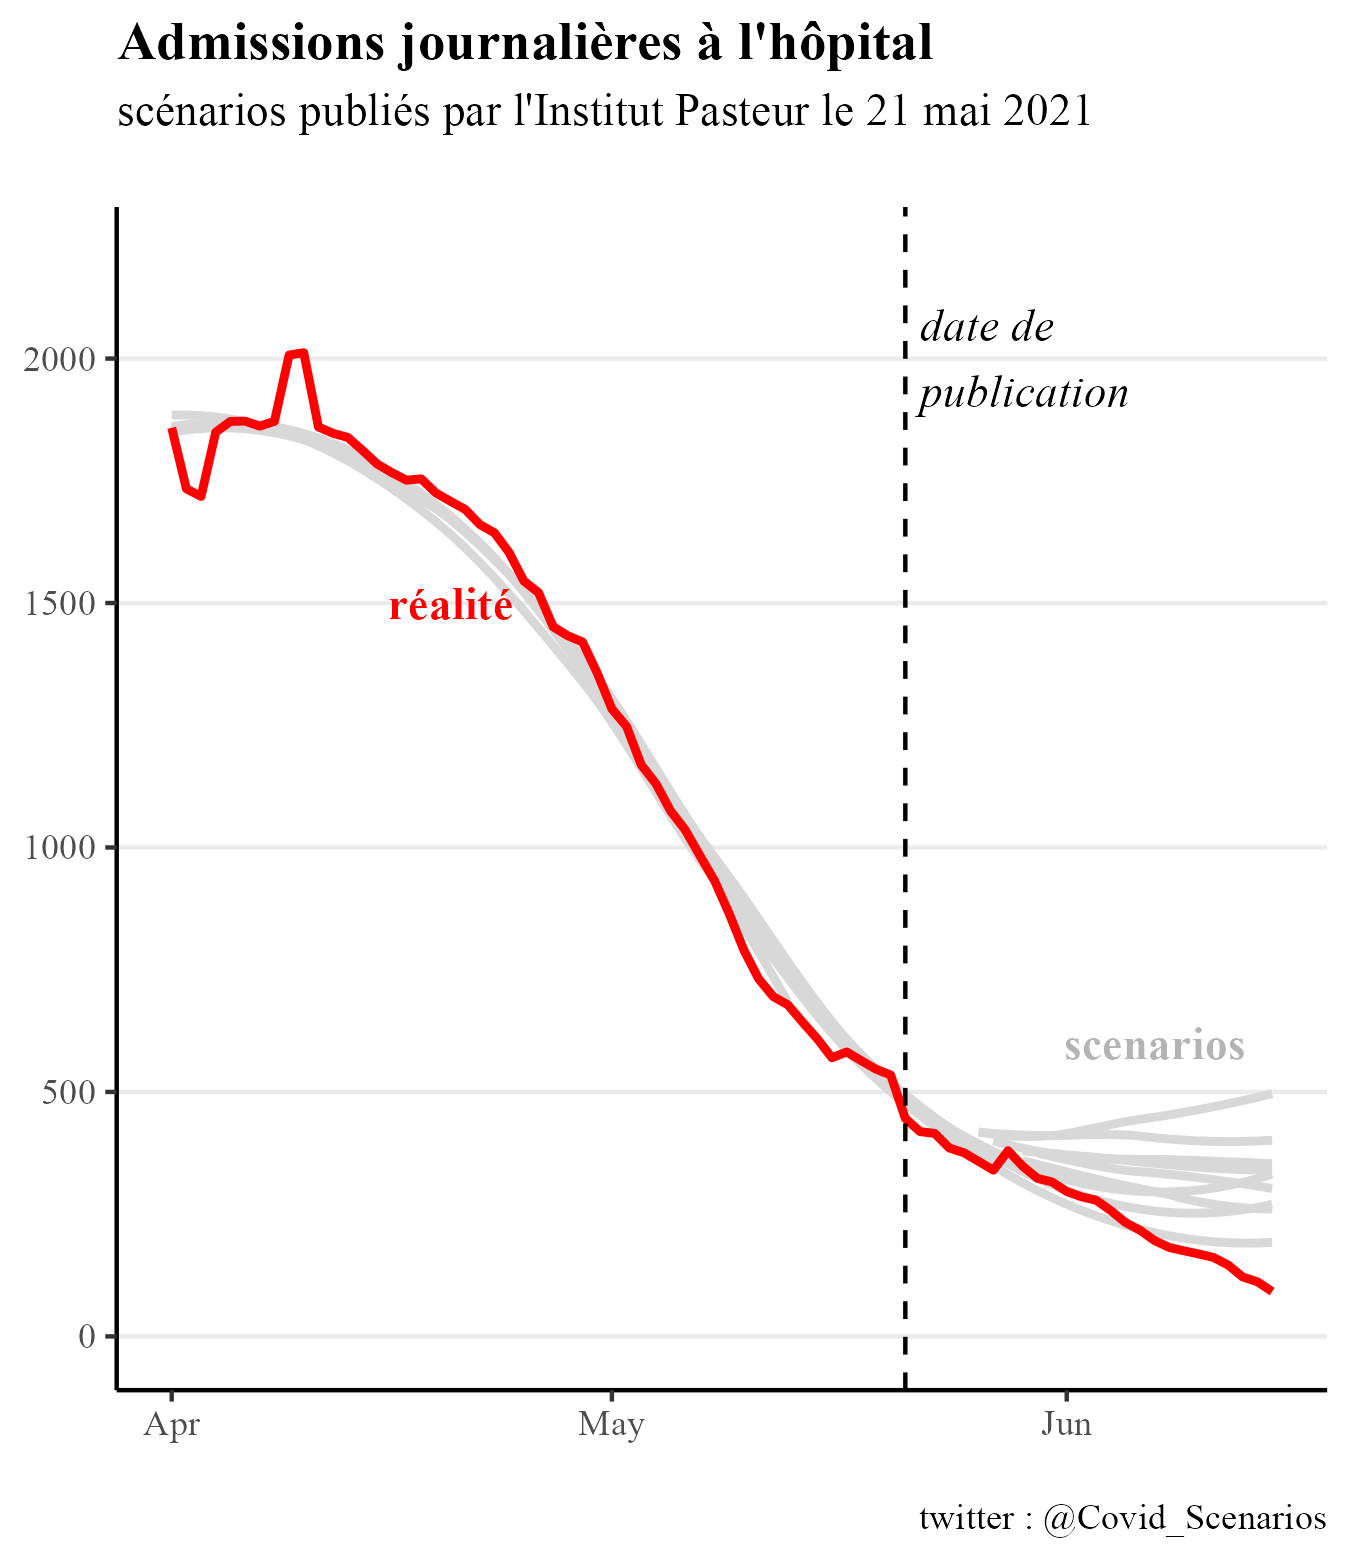 Admissions journalières à l'hôpital
scénarios publiés par l'Institut Pasteur le 21 mai 2021
date de
publication
2000
réalité
1500
1000
scenarios
500
0
Apr
May
Jun
twitter : @Covid_Scenarios